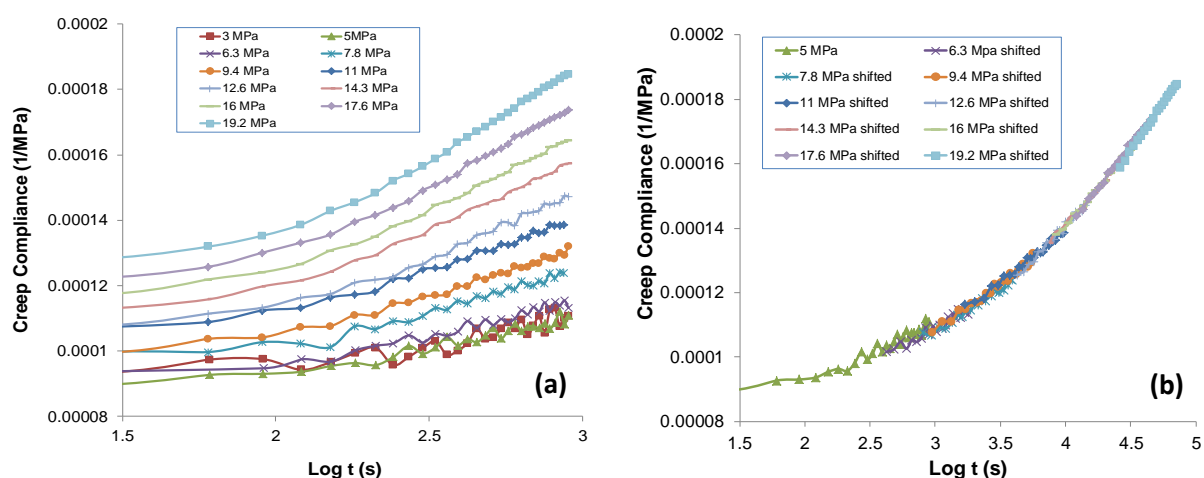 0.0002
0.00018
0.00016
0.00014
0.00012
0.0001
0.00008
Creep Compliance (1/MPa)
3 MPa 5MPa
6.3 MPa 7.8 MPa
9.4 MPa 11 MPa
12.6 MPa 14.3 MPa
16 MPa 17.6 MPa
19.2 MPa
(a)
1.5 2 2.5 3
Log t (s)
0.0002
0.00018
0.00016
0.00014
0.00012
0.0001
0.00008
Creep Compliance (1/MPa)
5 MPa 6.3 Mpa shifted
7.8 MPa shifted 9.4 MPa shifted
11 MPa shifted 12.6 MPa shifted
14.3 MPa shifted 16 MPa shifted
17.6 MPa shifted 19.2 MPa shifted
(b)
1.5 2 2.5 3 3.5 4 4.5 5
Log t (s)